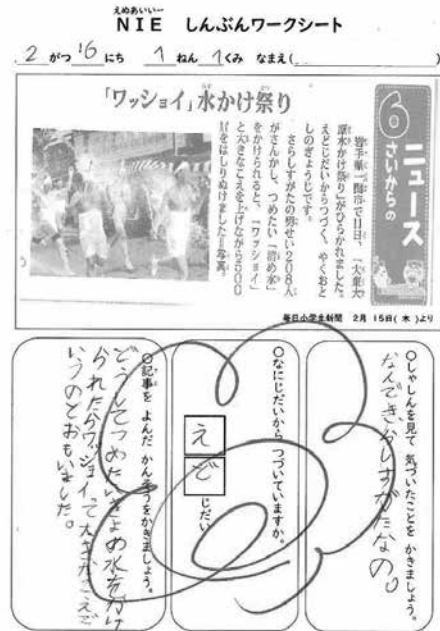 えぬあいいー
NIE しんぶんワークシート
2 がつ 16 にち 1 ねん 1 くみ なまえ( )
6さいからの
ニュース
「ワッショイ」水かけ祭り
岩手県一関市で11日、「大東大
原水かけ祭り」がひらかれました。
えどじだいからつづく、やくおと
しのぎょうじです。
さらしすがたの男せい208人
がさんかし、つめたい「清め水」
をかけられると、「ワッショイ」
と大きなこえを上げながら500
㍍をはしりぬけました=写真。
毎日小学生新聞 2月 15日(木)より
○しゃしんを見て 気づいたことを かきましょう。
なんで
すがたなの。
○なにじだいから つづいていますか。
えど じだい
○記事を よんだ かんそうを かきましょう。
どうしてつめたいきよめ水をかけ
られたらワッショイって大きなこえで
いうのとおもいました。